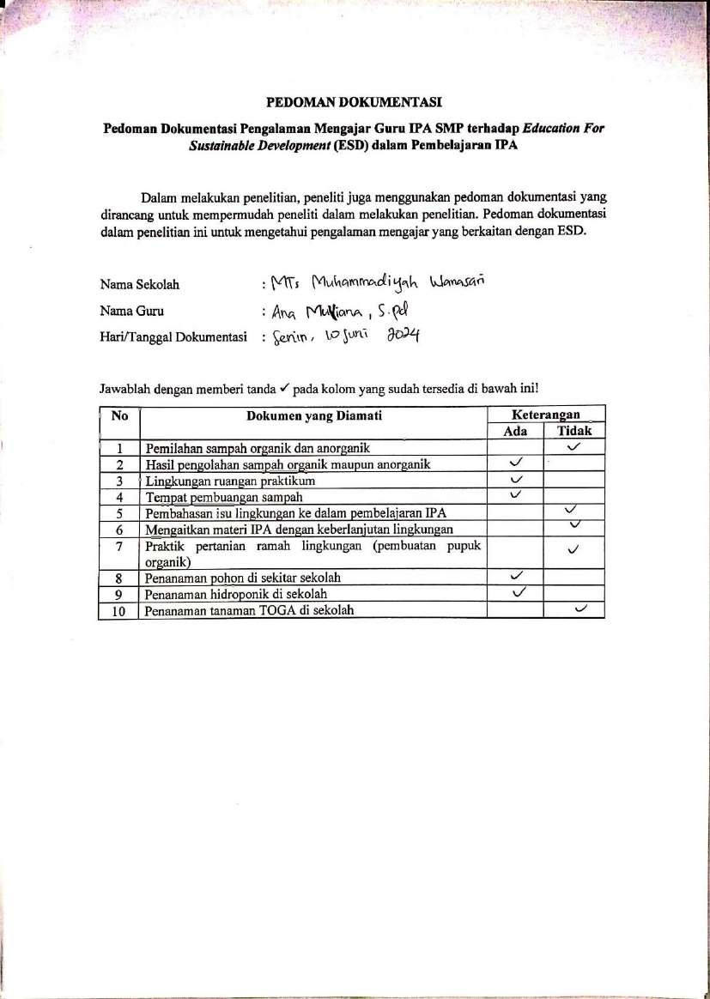 PEDOMAN DOKUMENTASI
Pedoman Dokumentasi Pengalaman Mengajar Guru IPA SMP terhadap Education For
Sustainable Development (ESD) dalam Pembelajaran IPA
Dalam melakukan penelitian, peneliti juga menggunakan pedoman dokumentasi yang
dirancang untuk mempermudah peneliti dalam melakukan penelitian. Pedoman dokumentasi
dalam penelitian ini untuk mengetahui pengalaman mengajar yang berkaitan dengan ESD.
Nama Sekolah : MTs Muhammadiyah Wanasari
Nama Guru : Ana , S.pd
Hari/Tanggal Dokumentasi : Senin, 10 Juni 2024
Jawablah dengan memberi tanda ✓ pada kolom yang sudah tersedia di bawah ini!
No Dokumen yang Diamati Keterangan
Ada Tidak
1 Pemilahan sampah organik dan anorganik ✓
2 Hasil pengolahan sampah organik maupun anorganik ✓
3 Lingkungan ruangan praktikum ✓
4 Tempat pembuangan sampah ✓
5 Pembahasan isu lingkungan ke dalam pembelajaran IPA ✓
6 Mengaitkan materi IPA dengan keberlanjutan lingkungan ✓
7 Praktik pertanian ramah lingkungan (pembuatan pupuk
organik) ✓
8 Penanaman pohon di sekitar sekolah ✓
9 Penanaman hidroponik di sekolah ✓
10 Penanaman tanaman TOGA di sekolah ✓